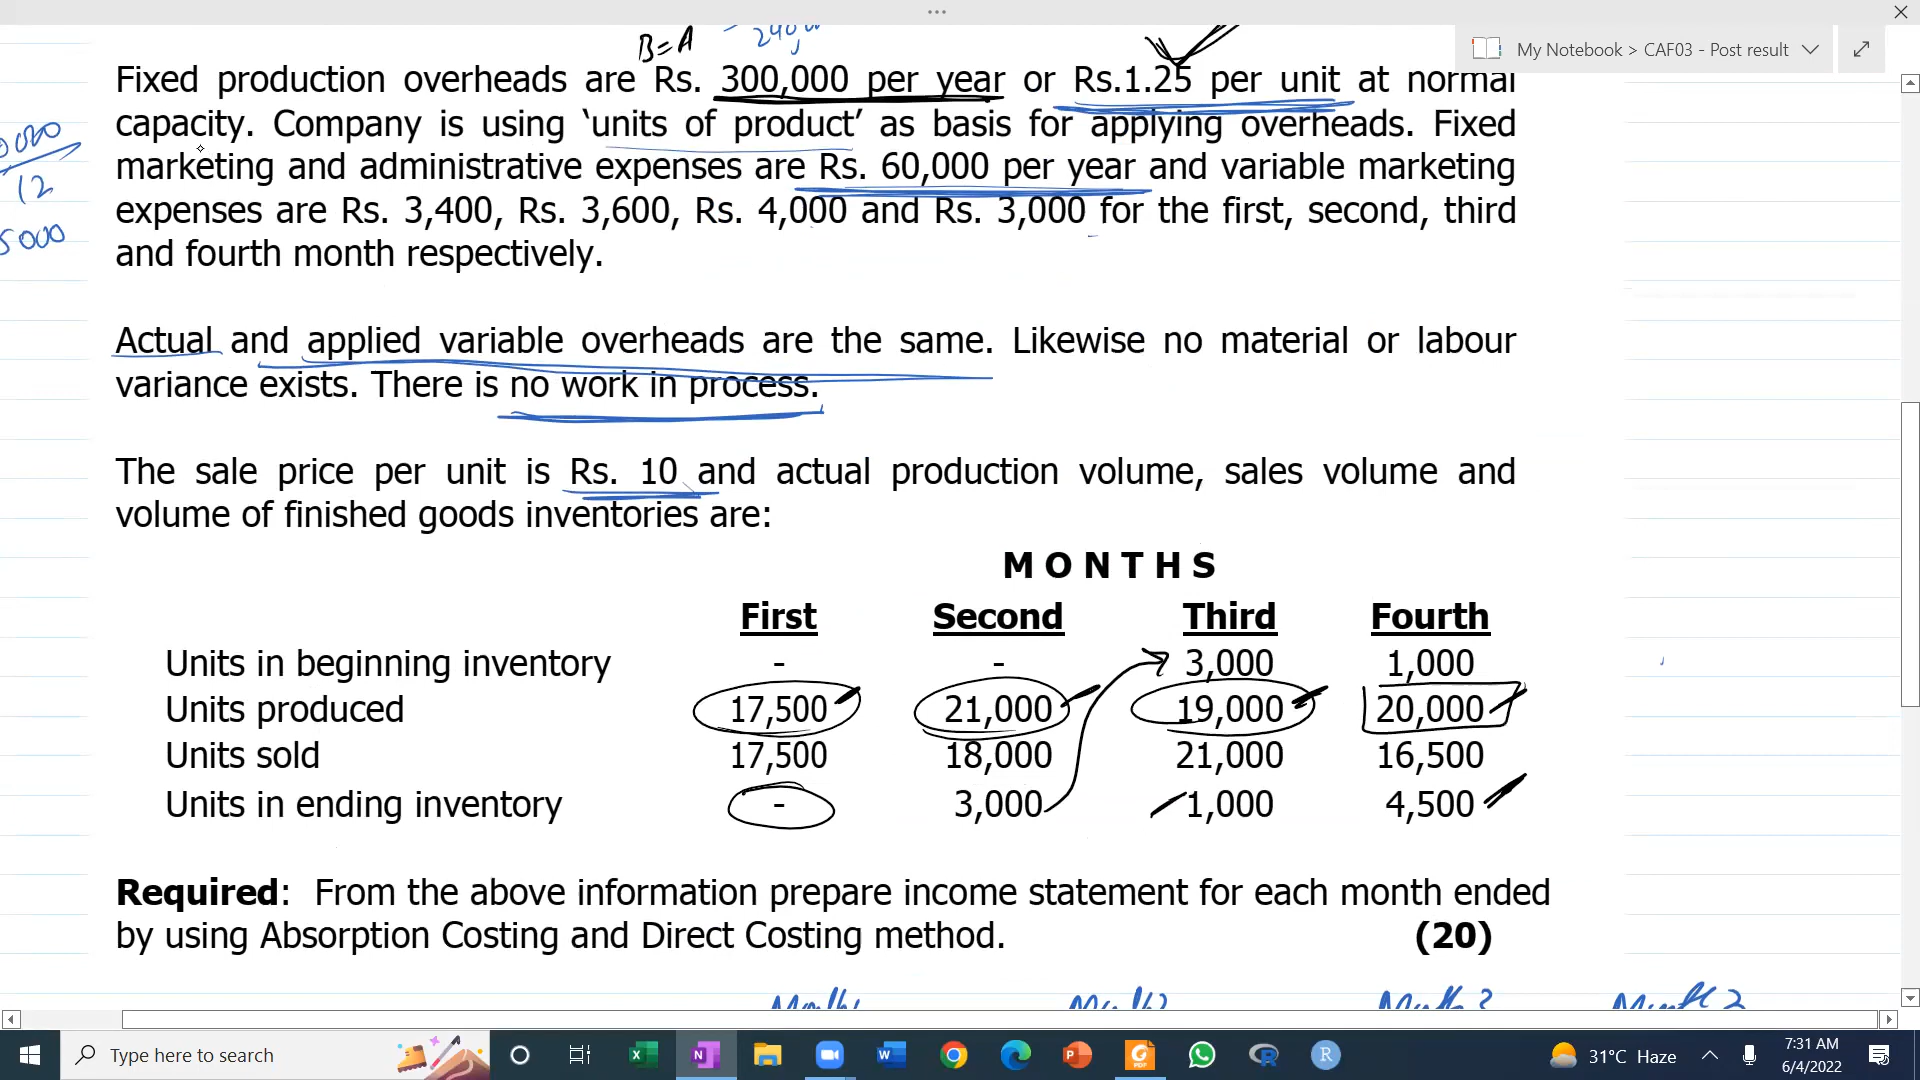 B=A
My Notebook > CAF03 - Post result
Fixed production overheads are Rs. 300,000 per year or Rs.1.25 per unit at normal
capacity. Company is using ‘units of product’ as basis for applying overheads. Fixed
marketing and administrative expenses are Rs. 60,000 per year and variable marketing
12
expenses are Rs. 3,400, Rs. 3,600, Rs. 4,000 and Rs. 3,000 for the first, second, third
5000
and fourth month respectively.
Actual and applied variable overheads are the same. Likewise no material or labour
variance exists. There is no work in process.
The sale price per unit is Rs. 10 and actual production volume, sales volume and
volume of finished goods inventories are:
M O N T H S
First Second Third Fourth
Units in beginning inventory - - 3,000 1,000
Units produced 17,500 21,000 19,000 20,000
Units sold 17,500 18,000 21,000 16,500
Units in ending inventory - 3,000 1,000 4,500
Required: From the above information prepare income statement for each month ended
by using Absorption Costing and Direct Costing method. (20)
Type here to search
31°C Haze
7:31 AM
6/4/2022